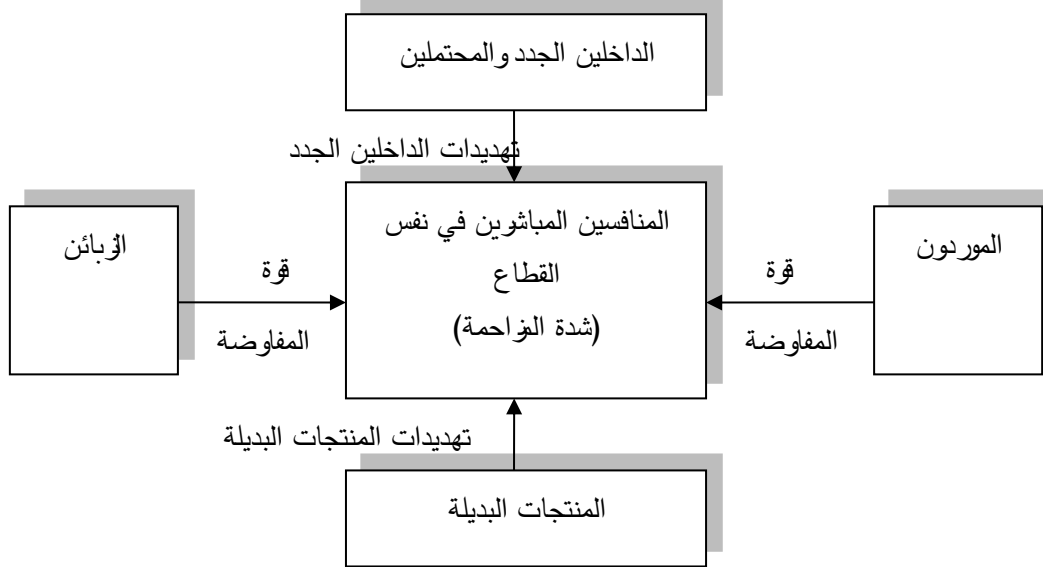 الداخلين الجدد والمحتملين
تهديدات الداخلين الجدد
الموردون
قوة
المفاوضة
المنافسين المباشوين في نفس
القطاع
(شدة المزاحمة)
قوة
المفاوضة
الزبائن
تهديدات المنتجات البديلة
المنتجات البديلة